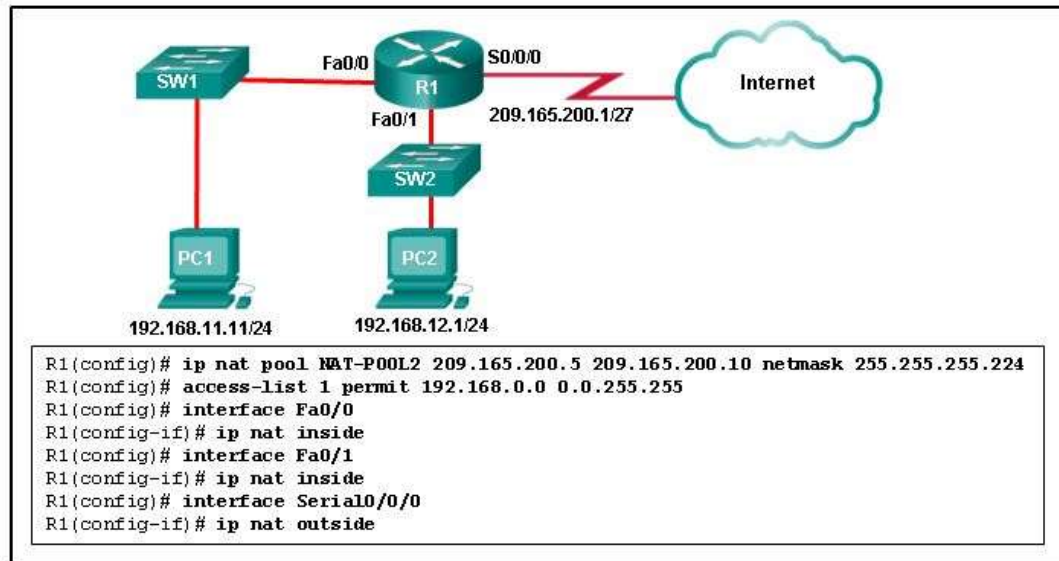 Fa0/0
S0/0/0
SW1
R1
Internet
Fa0/1
209.165.200.1/27
SW2
PC1
PC2
192.168.11.11/24
192.168.12.1/24
R1(config)# ip nat pool NAT-POOL2 209.165.200.5 209.165.200.10 netmask 255.255.255.224
R1(config)# access-list 1 permit 192.168.0.0 0.0.255.255
R1(config)# interface Fa0/0
R1(config-if)# ip nat inside
R1(config)# interface Fa0/1
R1(config-if)# ip nat inside
R1(config)# interface Serial0/0/0
R1(config-if)# ip nat outside